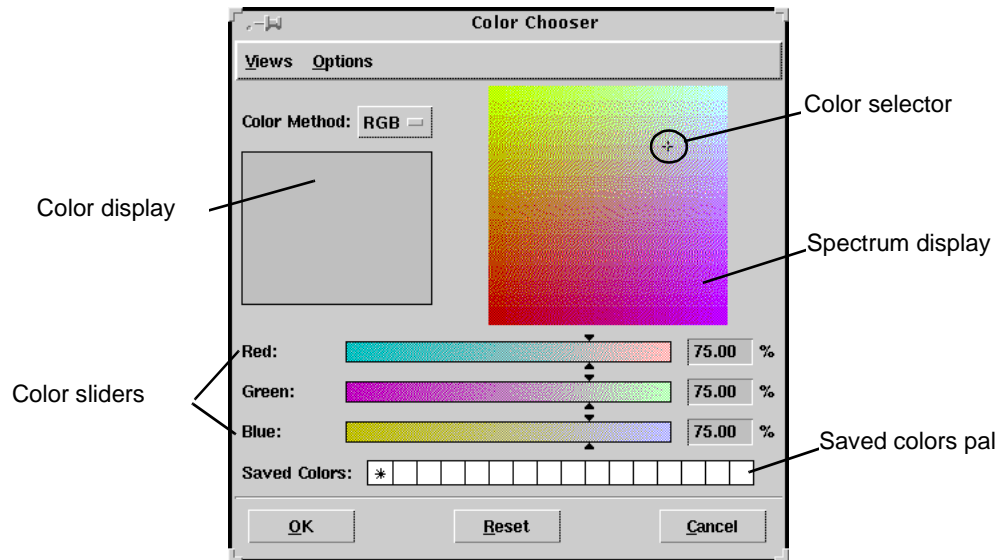 Color Chooser
Views Options
Color selector
Color Method: RGB
Color display
Spectrum display
Red: 75.00 %
Color sliders
Green: 75.00 %
Blue: 75.00 %
Saved colors pal
Saved Colors: *
OK Reset Cancel